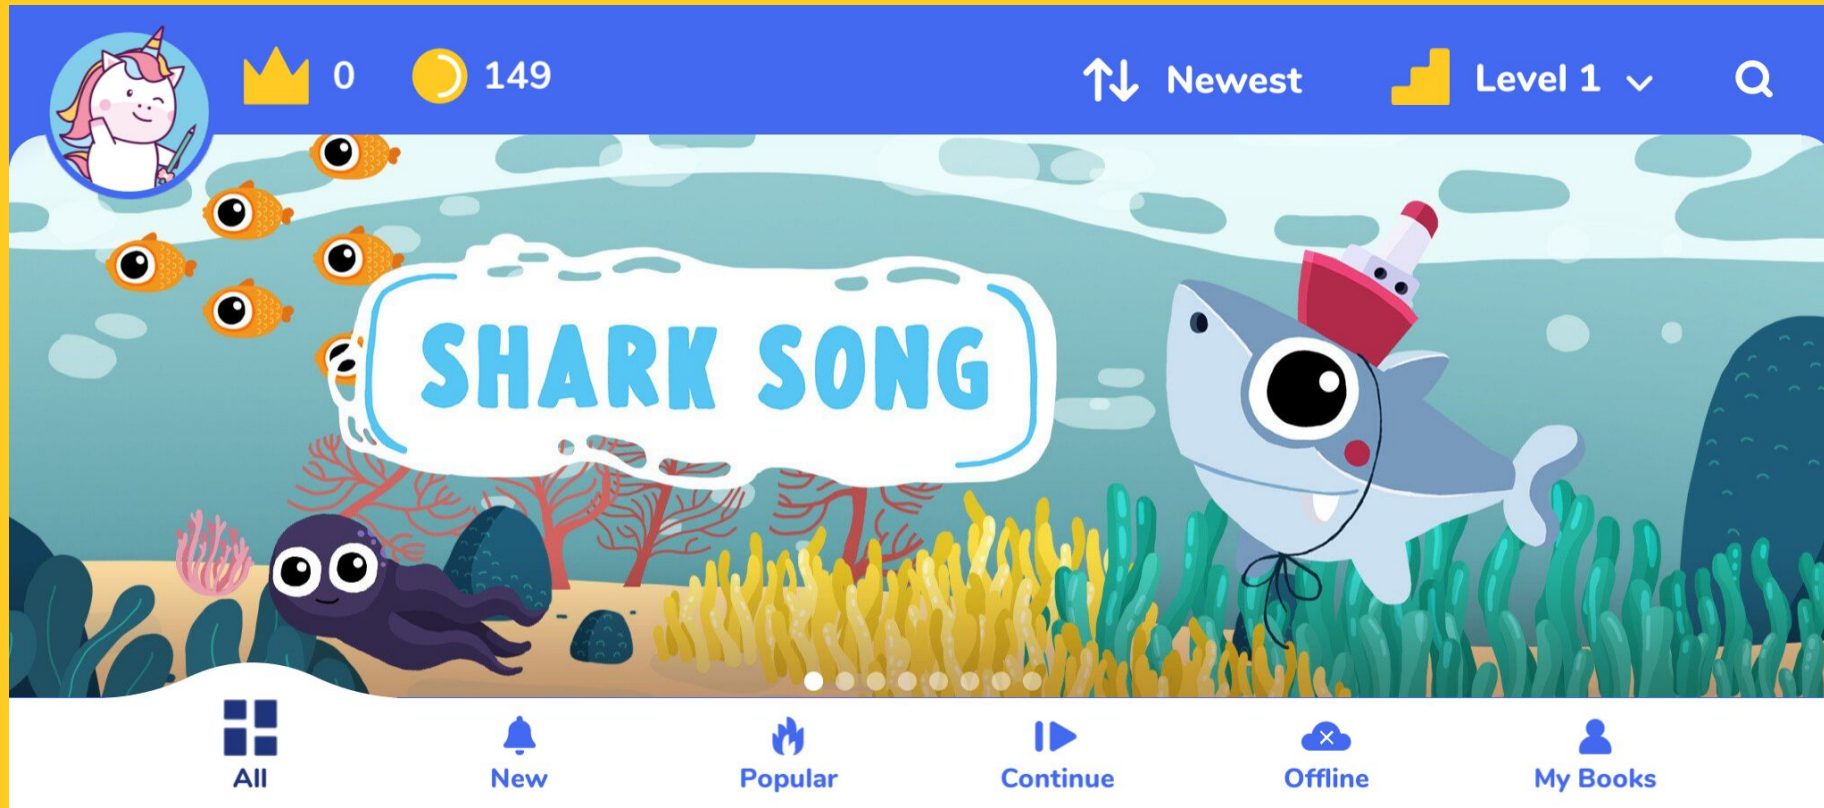 0
149
Newest
Level 1
SHARK SONG
All
New
Popular
Continue
Offline
My Books